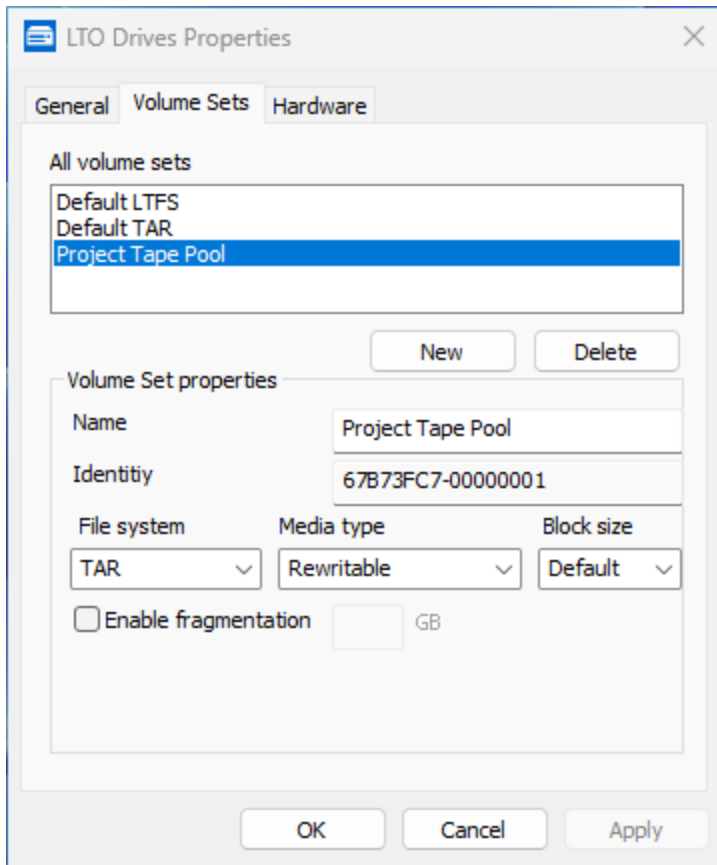 LTO Drives Properties
General Volume Sets Hardware
All volume sets
Default LTFS
Default TAR
Project Tape Pool
New Delete
Volume Set properties
Name Project Tape Pool
Identitiy 67B73FC7-00000001
File system Media type Block size
TAR Rewritable Default
Enable fragmentation GB
OK Cancel Apply